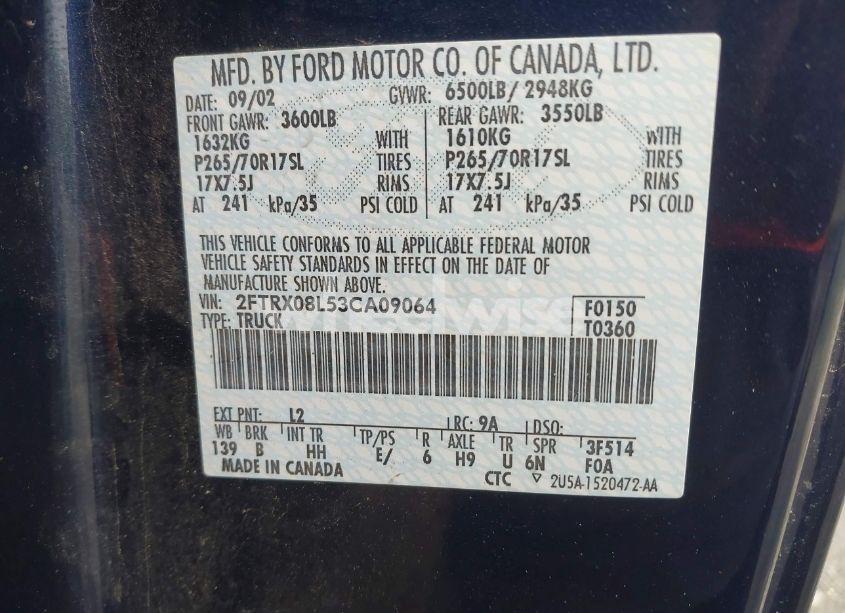 MFD. BY FORD MOTOR CO. OF CANADA, LTD.
DATE: 09/02 GVWR: 6500LB/ 2948KG
FRONT GAWR: 3600LB REAR GAWR: 3550LB
1632KG WITH 1610KG WITH
P265/70R17SL TIRES P265/70R17SL TIRES
17X7.5J RIMS 17X7.5J RIMS
AT 241 kPa/35 PSI COLD AT 241 kPa/35 PSI COLD
THIS VEHICLE CONFORMS TO ALL APPLICABLE FEDERAL MOTOR
VEHICLE SAFETY STANDARDS IN EFFECT ON THE DATE OF
MANUFACTURE SHOWN ABOVE.
VIN: 2FTRX08L53CA09064 F0150
TYPE: TRUCK T0360
EXT PNT: L2 RC: 9A DSO:
WB BRK INT TR TP/PS R AXLE TR SPR 3F514
139 B HH E/ 6 H9 U 6N F0A
MADE IN CANADA CTC ▽ 2U5A-1520472-AA